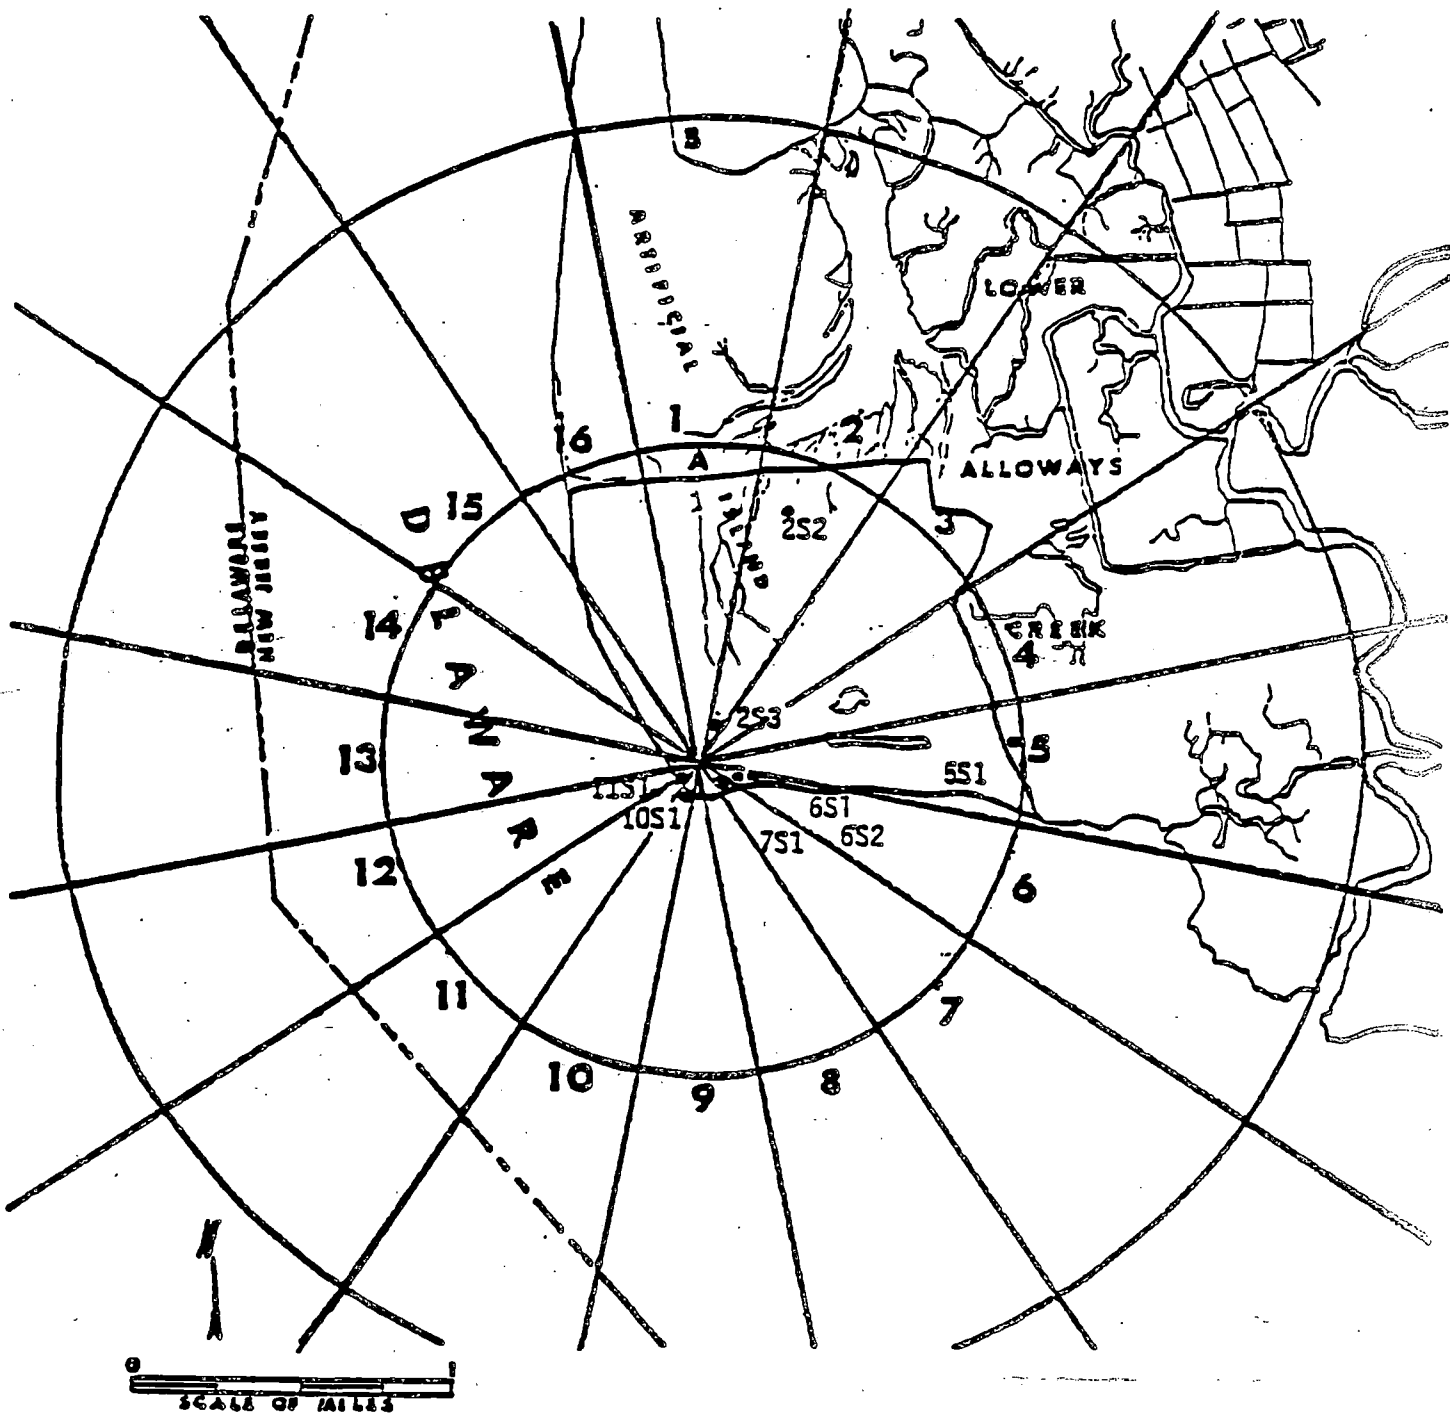 B
ARTIFICIAL
LOWER
1
2
16
A
ALLOWAYS
15
3
ISLAND
2S2
DELAWARE
NEW JERSEY
14
CREEK
4
2S3
13
5
5S1
11S1
10S1
6S1
6S2
7S1
DELAWARE
12
6
11
7
10
9
8
N
0 1
SCALE OF MILES